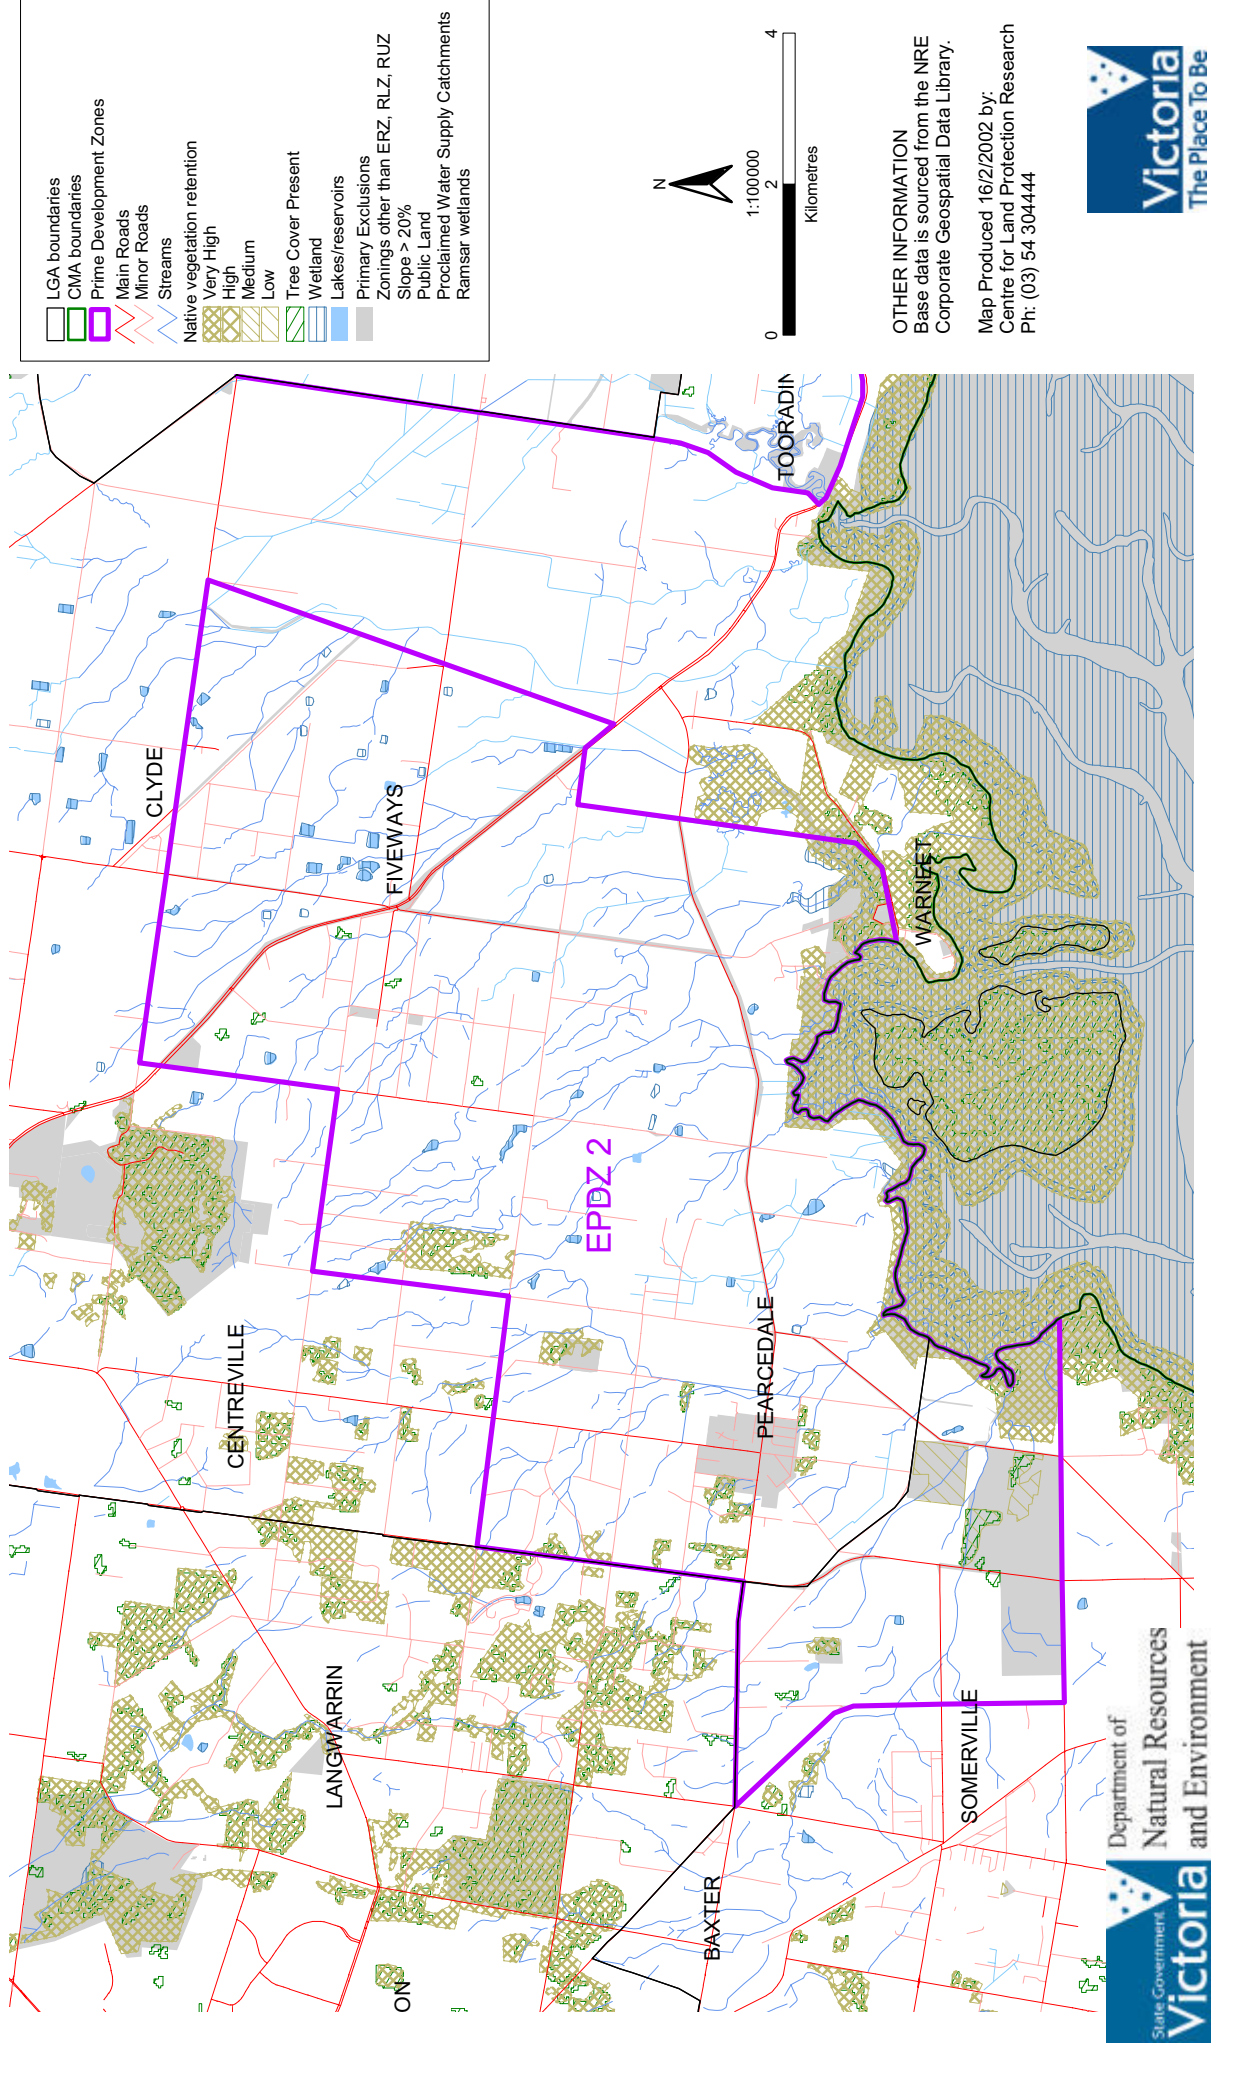 LGA boundaries
CMA boundaries
Prime Development Zones
Main Roads
Minor Roads
Streams
Native vegetation retention
Very High
High
Medium
Low
Tree Cover Present
Wetland
Lakes/reservoirs
Primary Exclusions
Zonings other than ERZ, RLZ, RUZ
Slope > 20%
Public Land
Proclaimed Water Supply Catchments
Ramsar wetlands
N
1:100000
0
2
4
Kilometres
OTHER INFORMATION
Base data is sourced from the NRE
Corporate Geospatial Data Library.
Map Produced 16/2/2002 by:
Centre for Land Protection Research
Ph: (03) 54 304444
Victoria
The Place To Be
CLYDE
FIVEWAYS
TOORADIN
WARNEET
EPDZ 2
CENTREVILLE
PEARCEDALE
LANGWARRIN
SOMERVILLE
BAXTER
ON
State Government
Victoria
Department of
Natural Resources
and Environment